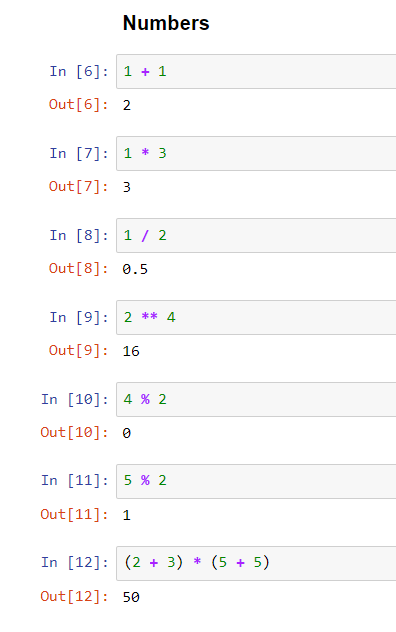 Numbers
In [6]: 1 + 1
Out[6]: 2
In [7]: 1 * 3
Out[7]: 3
In [8]: 1 / 2
Out[8]: 0.5
In [9]: 2 ** 4
Out[9]: 16
In [10]: 4 % 2
Out[10]: 0
In [11]: 5 % 2
Out[11]: 1
In [12]: (2 + 3) * (5 + 5)
Out[12]: 50